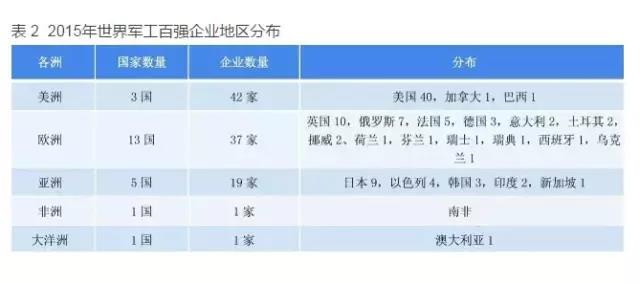 表 2  2015年世界军工百强企业地区分布
各洲 国家数量 企业数量 分布
美洲 3 国 42 家 美国 40，加拿大 1，巴西 1
欧洲 13 国 37 家 英国 10，俄罗斯 7，法国 5，德国 3，意大利 2，土耳其 2，
挪威 2、荷兰 1，芬兰 1，瑞士 1，瑞典 1，西班牙 1，乌克
兰 1
亚洲 5 国 19 家 日本 9，以色列 4，韩国 3，印度 2，新加坡 1
非洲 1 国 1 家 南非
大洋洲 1 国 1 家 澳大利亚 1